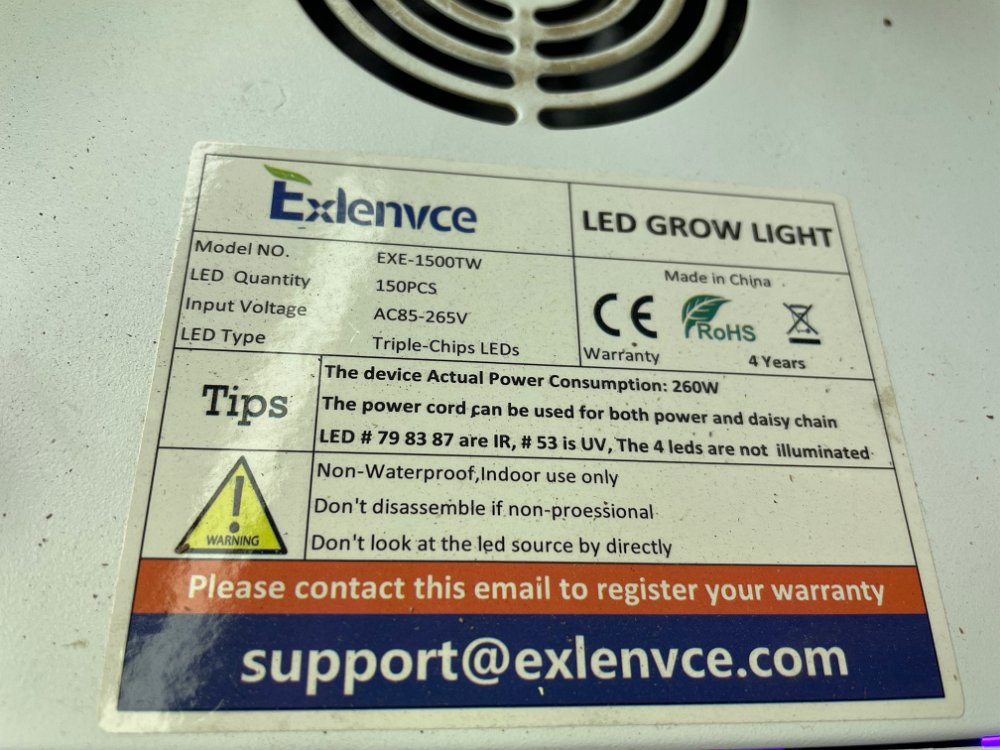 Exlenvce
LED GROW LIGHT
Model NO. EXE-1500TW
LED Quantity 150PCS
Input Voltage AC85-265V
LED Type Triple-Chips LEDs
Made in China
CE RoHS
Warranty 4 Years
Tips
The device Actual Power Consumption: 260W
The power cord can be used for both power and daisy chain
LED # 79 83 87 are IR, # 53 is UV, The 4 leds are not illuminated
WARNING
Non-Waterproof,Indoor use only
Don't disassemble if non-proessional
Don't look at the led source by directly
Please contact this email to register your warranty
support@exlenvce.com